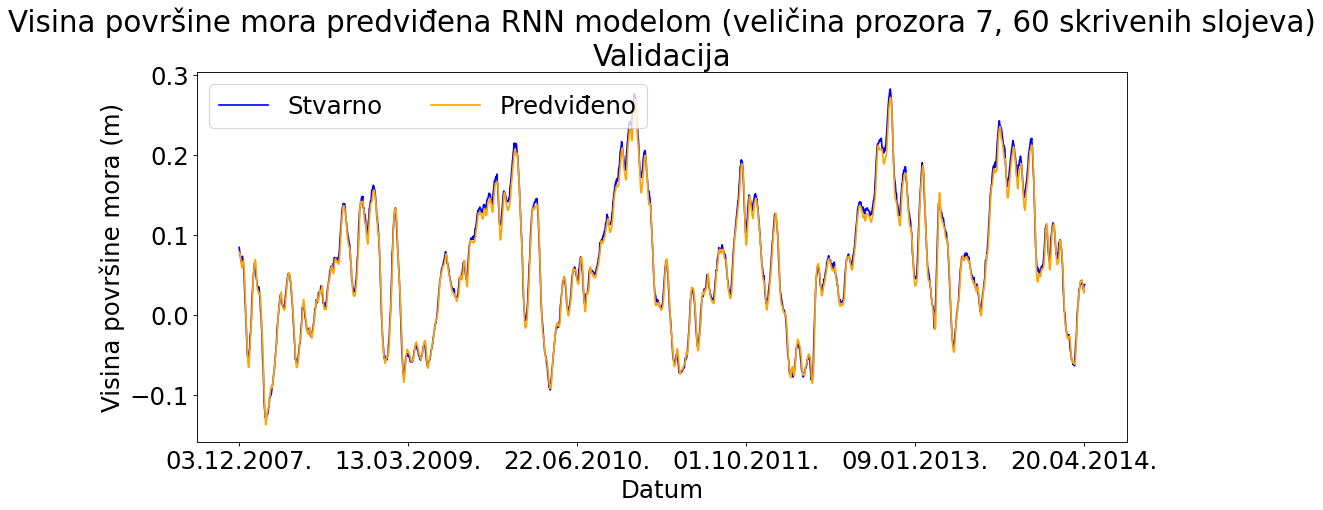 Visina površine mora predviđena RNN modelom (veličina prozora 7, 60 skrivenih slojeva)
Validacija
Stvarno Predviđeno
Visina površine mora (m)
0.3
0.2
0.1
0.0
−0.1
03.12.2007. 13.03.2009. 22.06.2010. 01.10.2011. 09.01.2013. 20.04.2014.
Datum